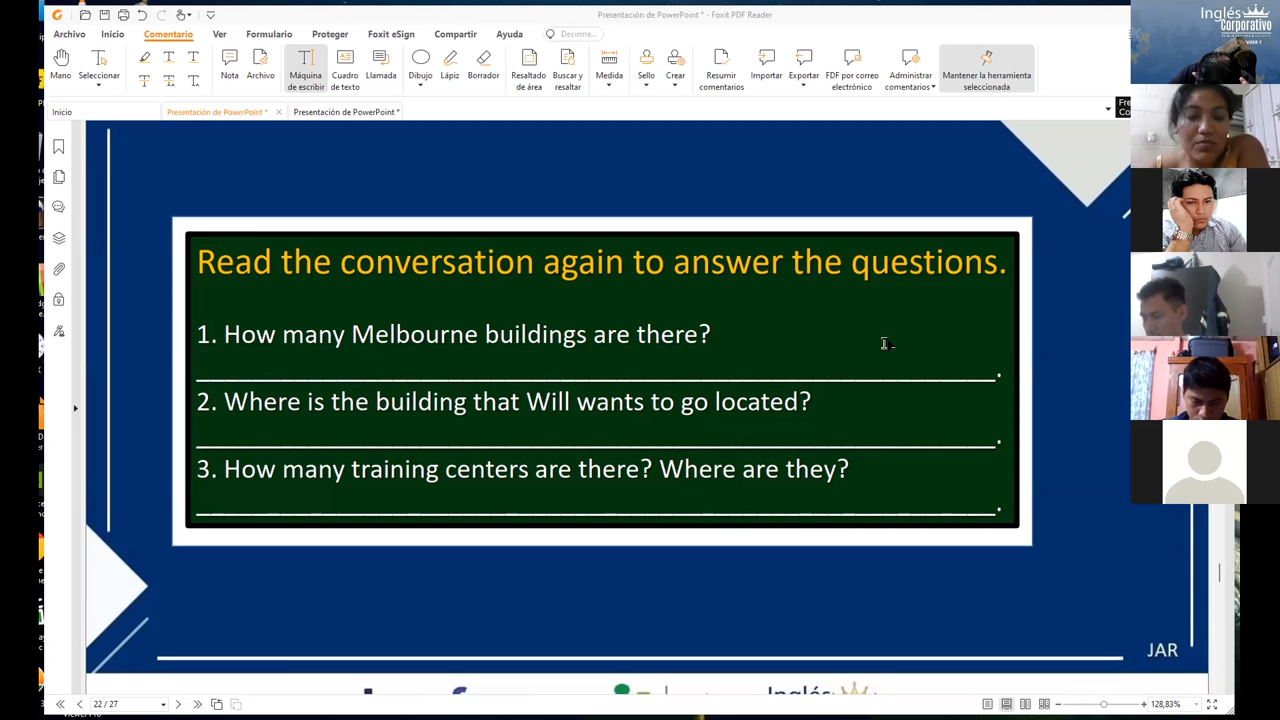 Presentación de PowerPoint * - Foxit PDF Reader
Archivo Inicio Comentario Ver Formulario Proteger Foxit eSign Compartir Ayuda Decirme...
Mano Seleccionar Nota Archivo Máquina de escribir Cuadro de texto Llamada Dibujo Lápiz Borrador Resaltado de área Buscar y resaltar Medida Sello Crear Resumir comentarios Importar Exportar FDF por correo electrónico Administrar comentarios Mantener la herramienta seleccionada
Inicio Presentación de PowerPoint * Presentación de PowerPoint *
Inglés
Corporativo
Read the conversation again to answer the questions.
1. How many Melbourne buildings are there?
____________________________________.
2. Where is the building that Will wants to go located?
____________________________________.
3. How many training centers are there? Where are they?
____________________________________.
JAR
Inglés
22 / 27
128,83%